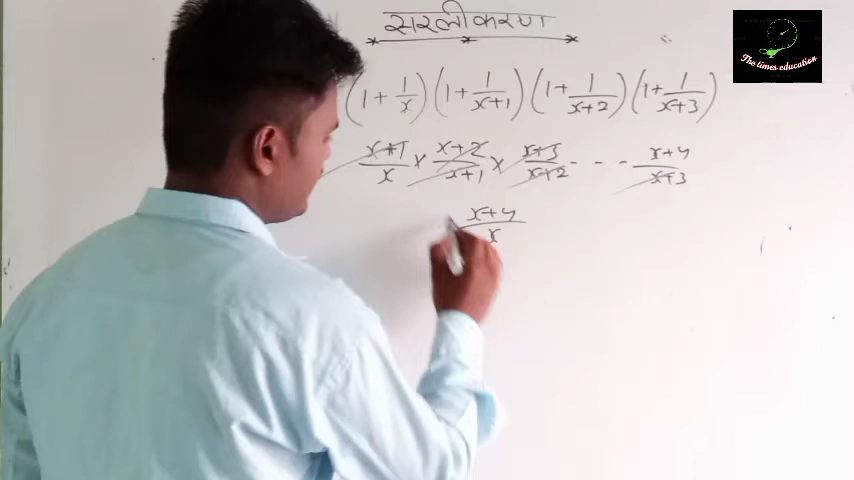 सरलीकरण
The times education
(1 + 1/x) (1 + 1/x+1) (1 + 1/x+2) (1 + 1/x+3)
x+1/x × x+2/x+1 × x+3/x+2 - - - x+4/x+3
x+4/x